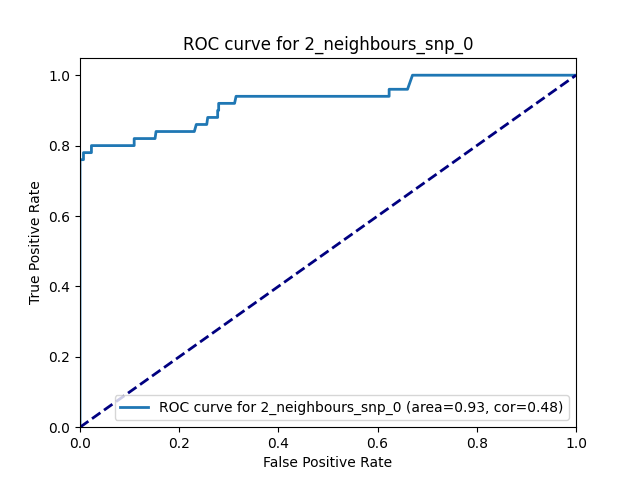 ROC curve for 2_neighbours_snp_0
1.0
0.8
0.6
0.4
0.2
0.0
True Positive Rate
ROC curve for 2_neighbours_snp_0 (area=0.93, cor=0.48)
0.0 0.2 0.4 0.6 0.8 1.0
False Positive Rate